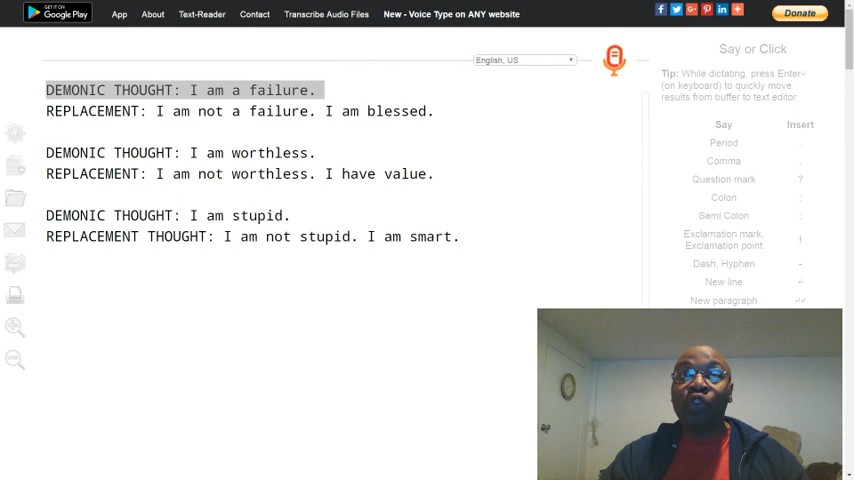 GET IT ON
Google Play
App
About
Text-Reader
Contact
Transcribe Audio Files
New - Voice Type on ANY website
Donate
English, US
DEMONIC THOUGHT: I am a failure.
REPLACEMENT: I am not a failure. I am blessed.
DEMONIC THOUGHT: I am worthless.
REPLACEMENT: I am not worthless. I have value.
DEMONIC THOUGHT: I am stupid.
REPLACEMENT THOUGHT: I am not stupid. I am smart.
Say or Click
Tip: While dictating, press Enter↵
(on keyboard) to quickly move
results from buffer to text editor.
Say Insert
Period .
Comma ,
Question mark ?
Colon :
Semi Colon ;
Exclamation mark,
Exclamation point !
Dash, Hyphen -
New line ↵
New paragraph ↵↵